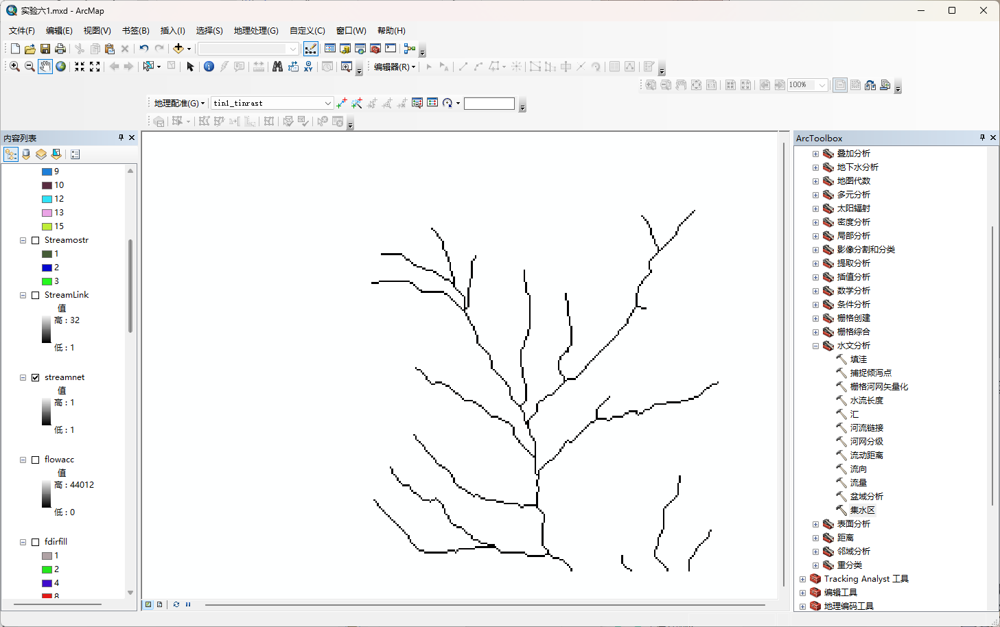 实验六1.mxd - ArcMap
文件(F) 编辑(E) 视图(V) 书签(B) 插入(I) 选择(S) 地理处理(G) 自定义(C) 窗口(W) 帮助(H)
编辑器(R)
100%
地理配准(G) tin1_tinrast
内容列表
9
10
12
13
15
Streamostr
1
2
3
StreamLink
值
高 : 32
低 : 1
streamnet
值
高 : 1
低 : 1
flowacc
值
高 : 44012
低 : 0
fdirfill
1
2
4
8
ArcToolbox
叠加分析
地下水分析
地图代数
多元分析
太阳辐射
密度分析
局部分析
影像分割和分类
提取分析
插值分析
数学分析
条件分析
栅格创建
栅格综合
水文分析
填洼
捕捉倾泻点
栅格河网矢量化
水流长度
汇
河流链接
河网分级
流动距离
流向
流量
盆域分析
集水区
表面分析
距离
邻域分析
重分类
Tracking Analyst 工具
编辑工具
地理编码工具